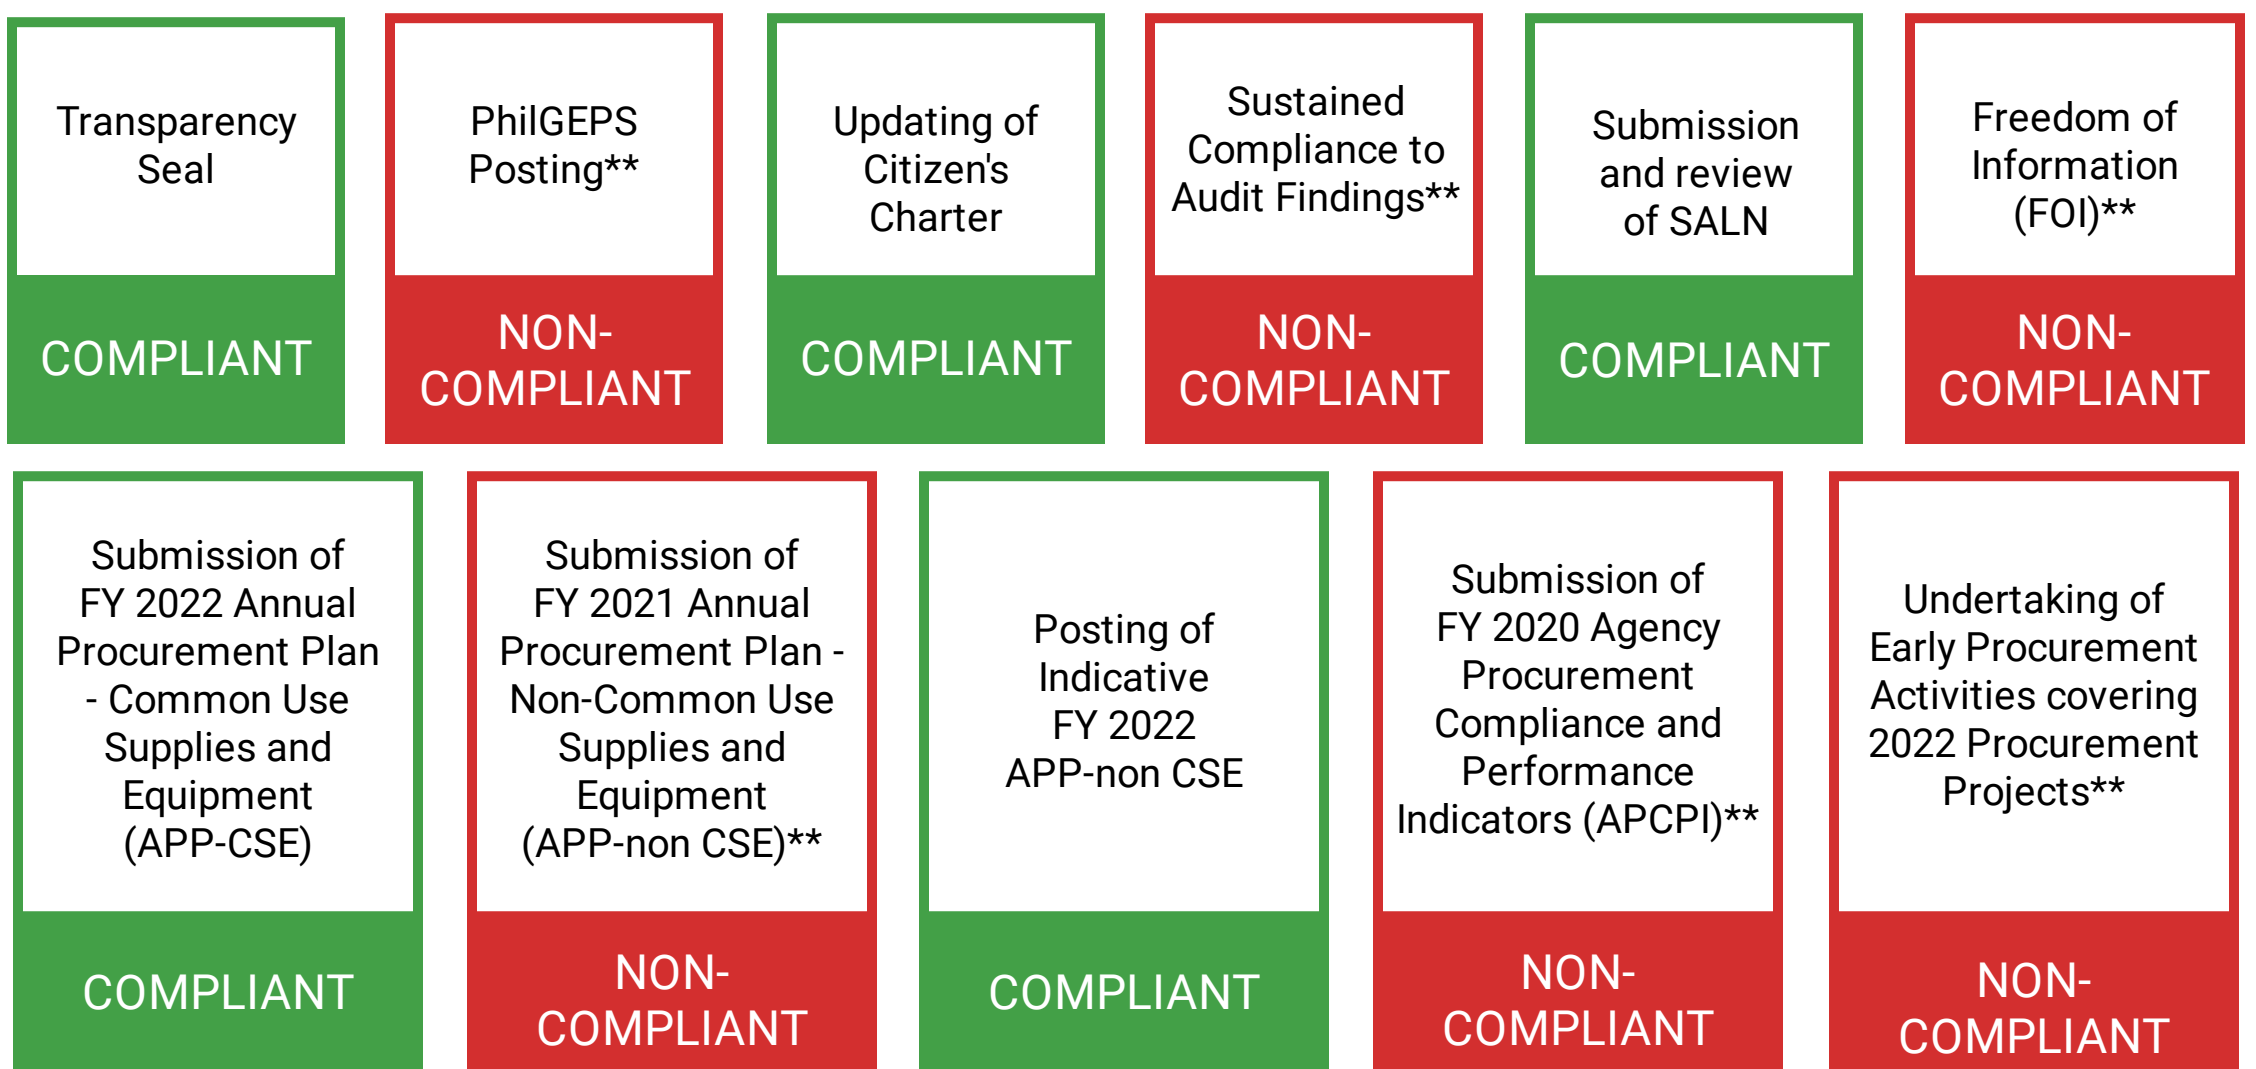 Transparency
Seal
COMPLIANT
PhilGEPS
Posting**
NON-
COMPLIANT
Updating of
Citizen's
Charter
COMPLIANT
Sustained
Compliance to
Audit Findings**
NON-
COMPLIANT
Submission
and review
of SALN
COMPLIANT
Freedom of
Information
(FOI)**
NON-
COMPLIANT
Submission of
FY 2022 Annual
Procurement Plan
- Common Use
Supplies and
Equipment
(APP-CSE)
COMPLIANT
Submission of
FY 2021 Annual
Procurement Plan -
Non-Common Use
Supplies and
Equipment
(APP-non CSE)**
NON-
COMPLIANT
Posting of
Indicative
FY 2022
APP-non CSE
COMPLIANT
Submission of
FY 2020 Agency
Procurement
Compliance and
Performance
Indicators (APCPI)**
NON-
COMPLIANT
Undertaking of
Early Procurement
Activities covering
2022 Procurement
Projects**
NON-
COMPLIANT